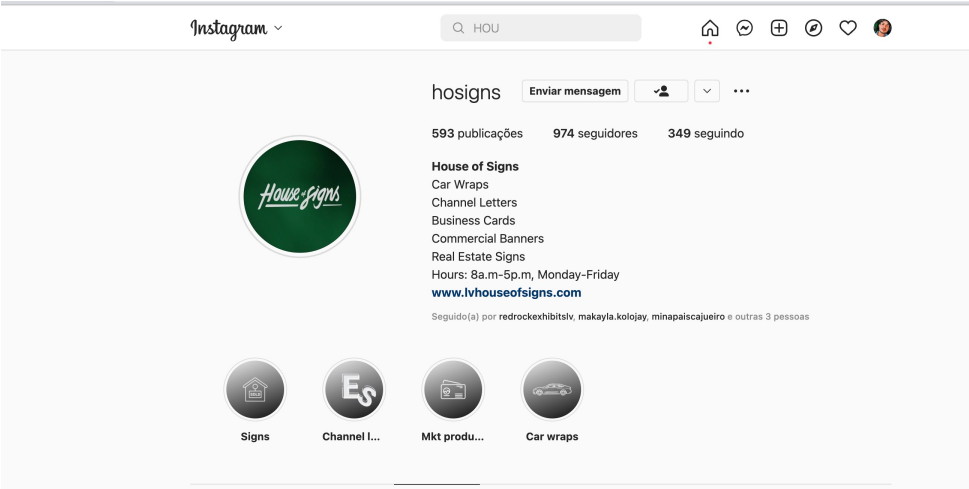 Instagram
HOU
hosigns Enviar mensagem
593 publicações 974 seguidores 349 seguindo
House of Signs
House of Signs
Car Wraps
Channel Letters
Business Cards
Commercial Banners
Real Estate Signs
Hours: 8a.m-5p.m, Monday-Friday
www.lvhouseofsigns.com
Seguido(a) por redrockexhibitslv, makayla.kolojay, minapaiscajueiro e outras 3 pessoas
SOLD
ES
Signs Channel l... Mkt produ... Car wraps